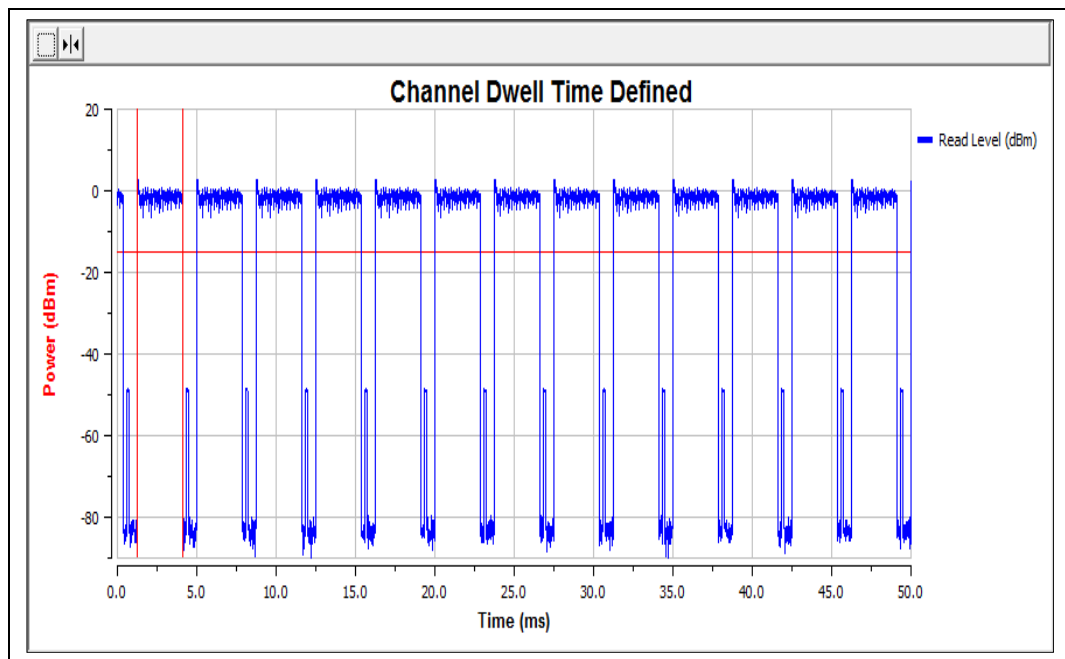 Channel Dwell Time Defined
20
0
-20
-40
-60
-80
Power (dBm)
Read Level (dBm)
0.0 5.0 10.0 15.0 20.0 25.0 30.0 35.0 40.0 45.0 50.0
Time (ms)